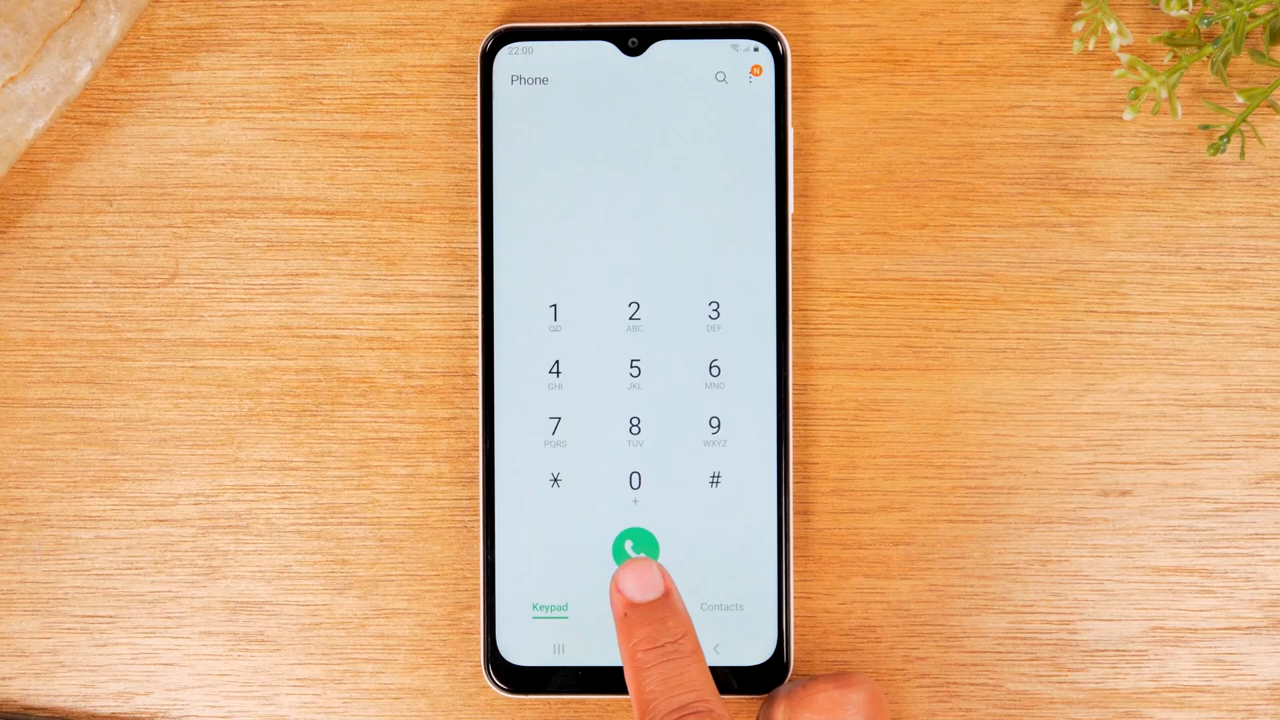 22:00
Phone
N
1 2 3
ABC DEF
4 5 6
GHI JKL MNO
7 8 9
PQRS TUV WXYZ
* 0 #
+
Keypad Contacts